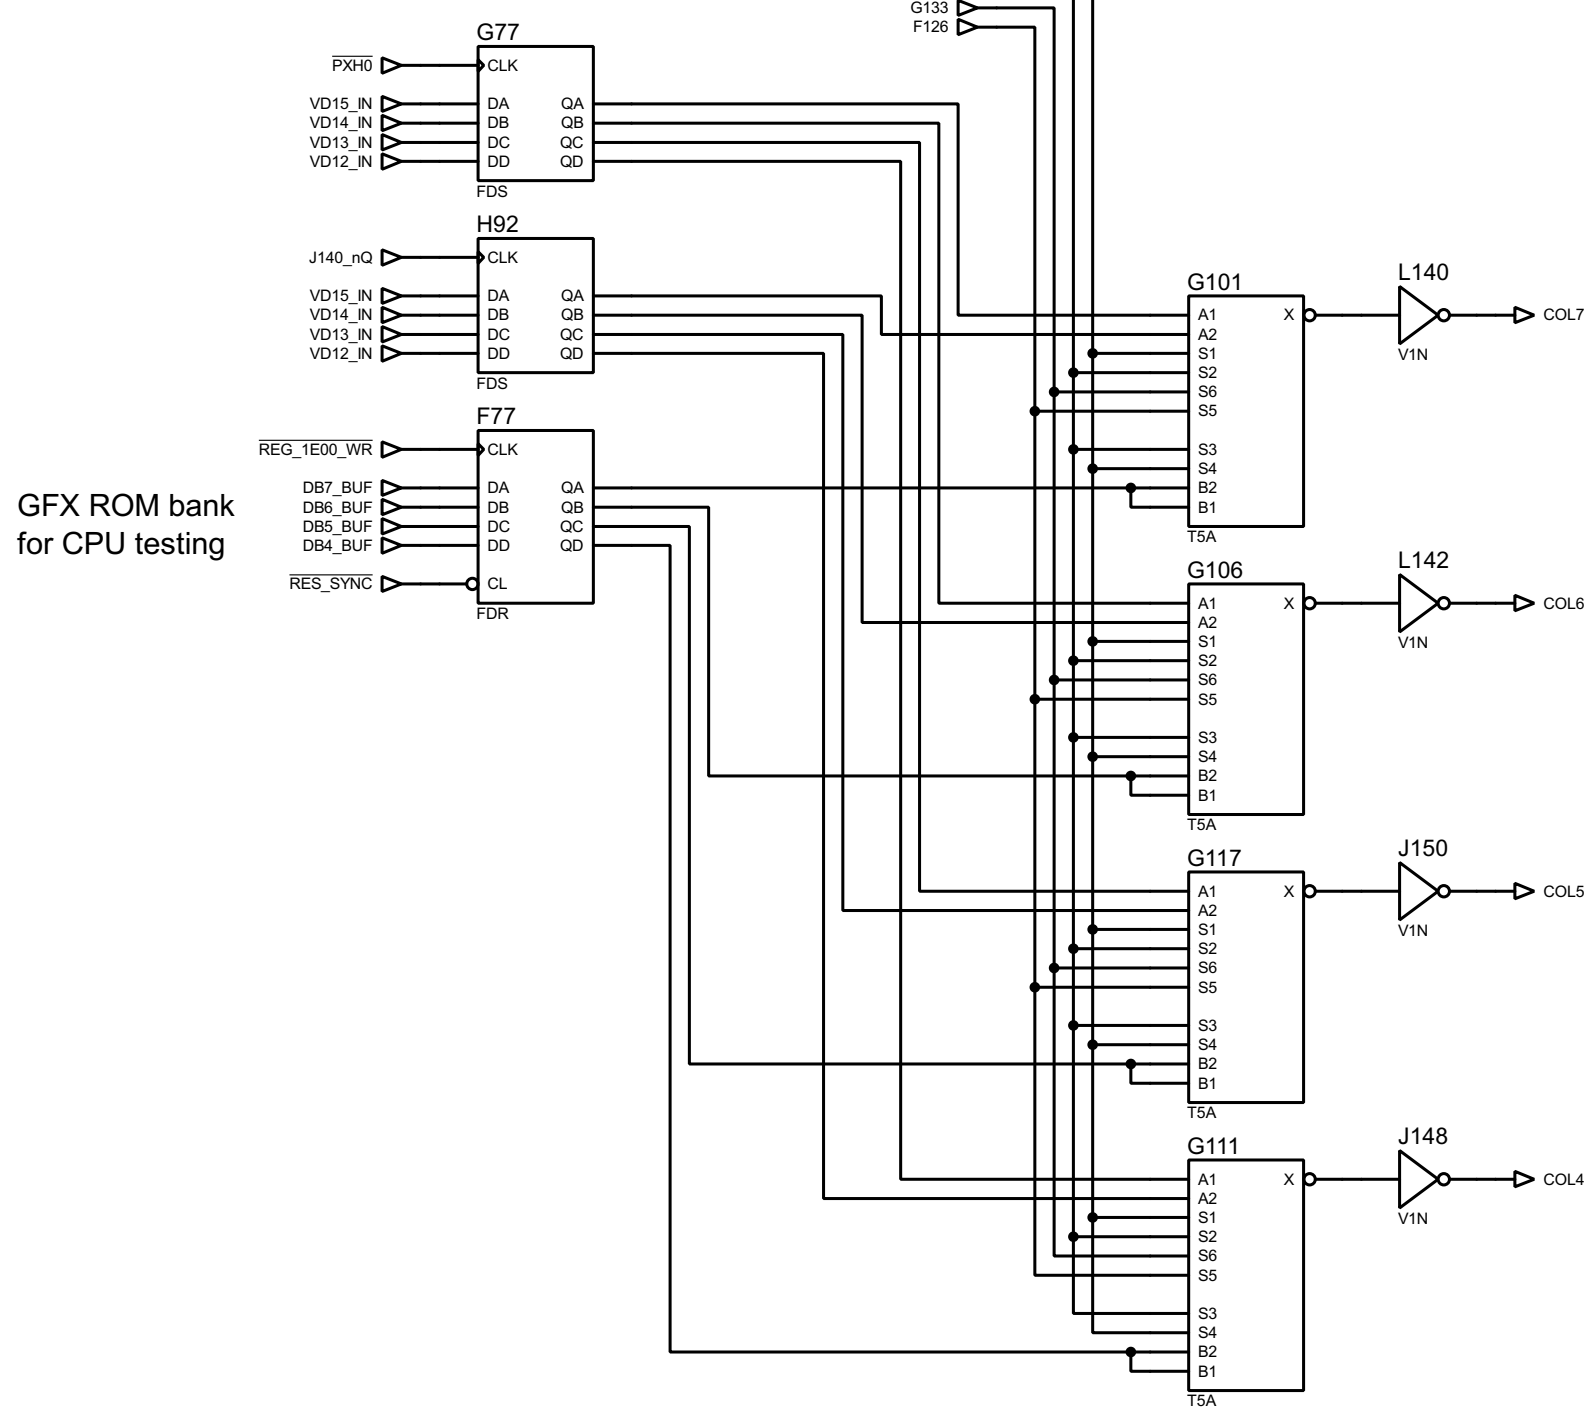 G133
F126
G77
PXH0
CLK
VD15_IN
DA
QA
VD14_IN
DB
QB
VD13_IN
DC
QC
VD12_IN
DD
QD
FDS
H92
J140_nQ
CLK
VD15_IN
DA
QA
VD14_IN
DB
QB
VD13_IN
DC
QC
VD12_IN
DD
QD
FDS
F77
REG_1E00_WR
CLK
DB7_BUF
DA
QA
DB6_BUF
DB
QB
DB5_BUF
DC
QC
DB4_BUF
DD
QD
RES_SYNC
CL
FDR
GFX ROM bank
for CPU testing
G101
A1
X
A2
S1
S2
S6
S5
S3
S4
B2
B1
T5A
L140
V1N
COL7
G106
A1
X
A2
S1
S2
S6
S5
S3
S4
B2
B1
T5A
L142
V1N
COL6
G117
A1
X
A2
S1
S2
S6
S5
S3
S4
B2
B1
T5A
J150
V1N
COL5
G111
A1
X
A2
S1
S2
S6
S5
S3
S4
B2
B1
T5A
J148
V1N
COL4